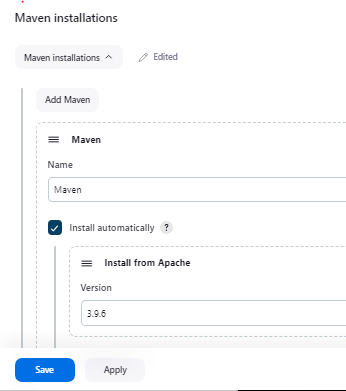 Maven installations
Maven installations
Edited
Add Maven
Maven
Name
Maven
Install automatically ?
Install from Apache
Version
3.9.6
Save
Apply